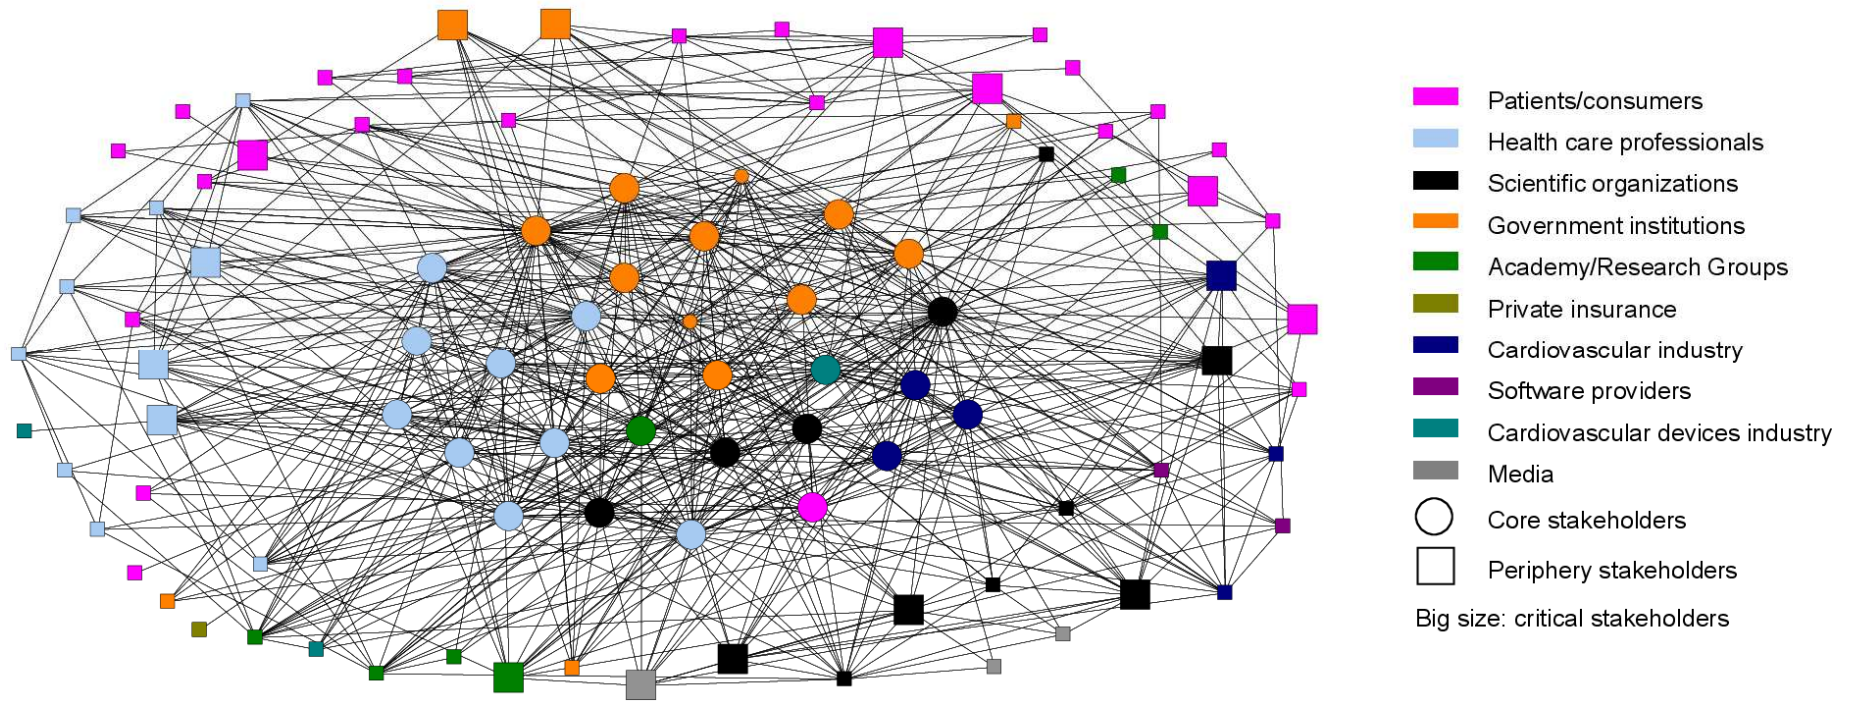 Patients/consumers
Health care professionals
Scientific organizations
Government institutions
Academy/Research Groups
Private insurance
Cardiovascular industry
Software providers
Cardiovascular devices industry
Media
Core stakeholders
Periphery stakeholders
Big size: critical stakeholders